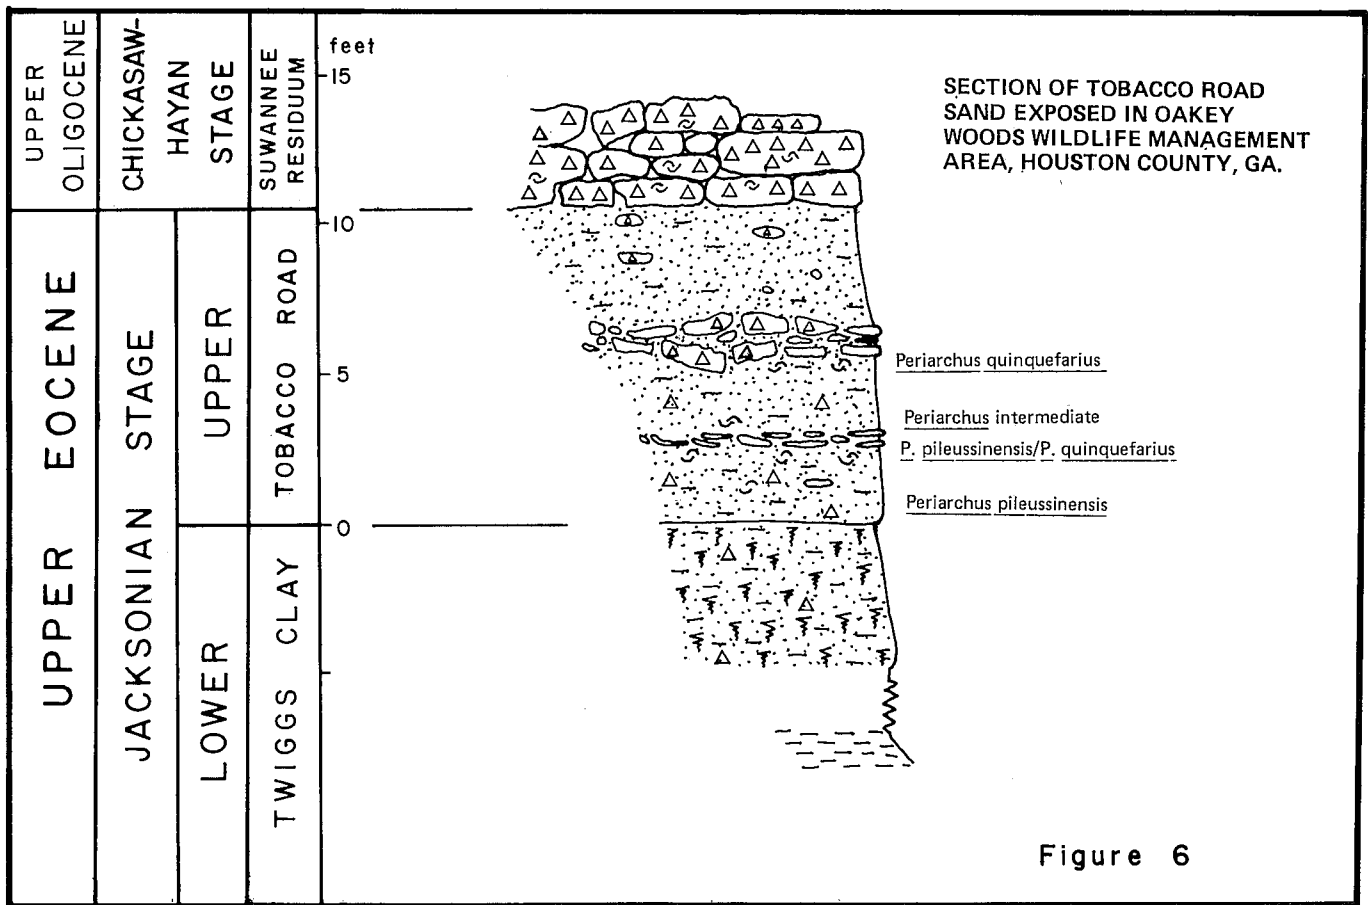 UPPER
OLIGOCENE
CHICKASAW-
HAYAN
STAGE
SUWANNEE
RESIDUUM
UPPER EOCENE
JACKSONIAN STAGE
UPPER
LOWER
TOBACCO ROAD
TWIGGS CLAY
feet
15
10
5
0
SECTION OF TOBACCO ROAD
SAND EXPOSED IN OAKEY
WOODS WILDLIFE MANAGEMENT
AREA, HOUSTON COUNTY, GA.
Periarchus quinquefarius
Periarchus intermediate
P. pileussinensis/P. quinquefarius
Periarchus pileussinensis
Figure 6